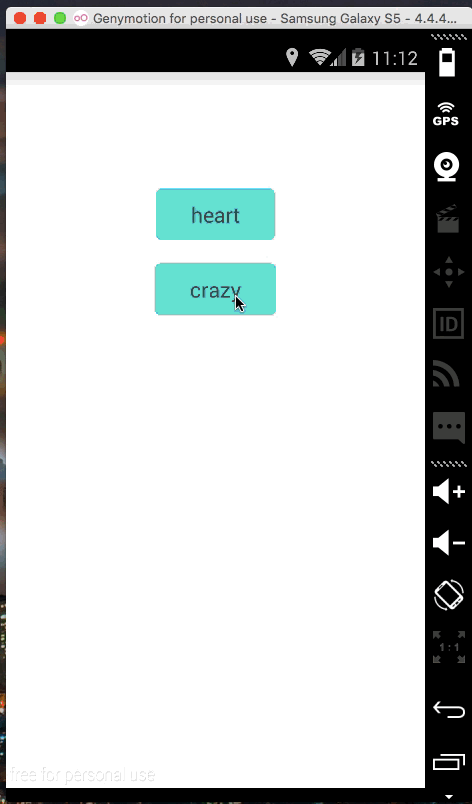 Genymotion for personal use - Samsung Galaxy S5 - 4.4.4...
11:12
GPS
heart
crazy
ID
1:1
free for personal use